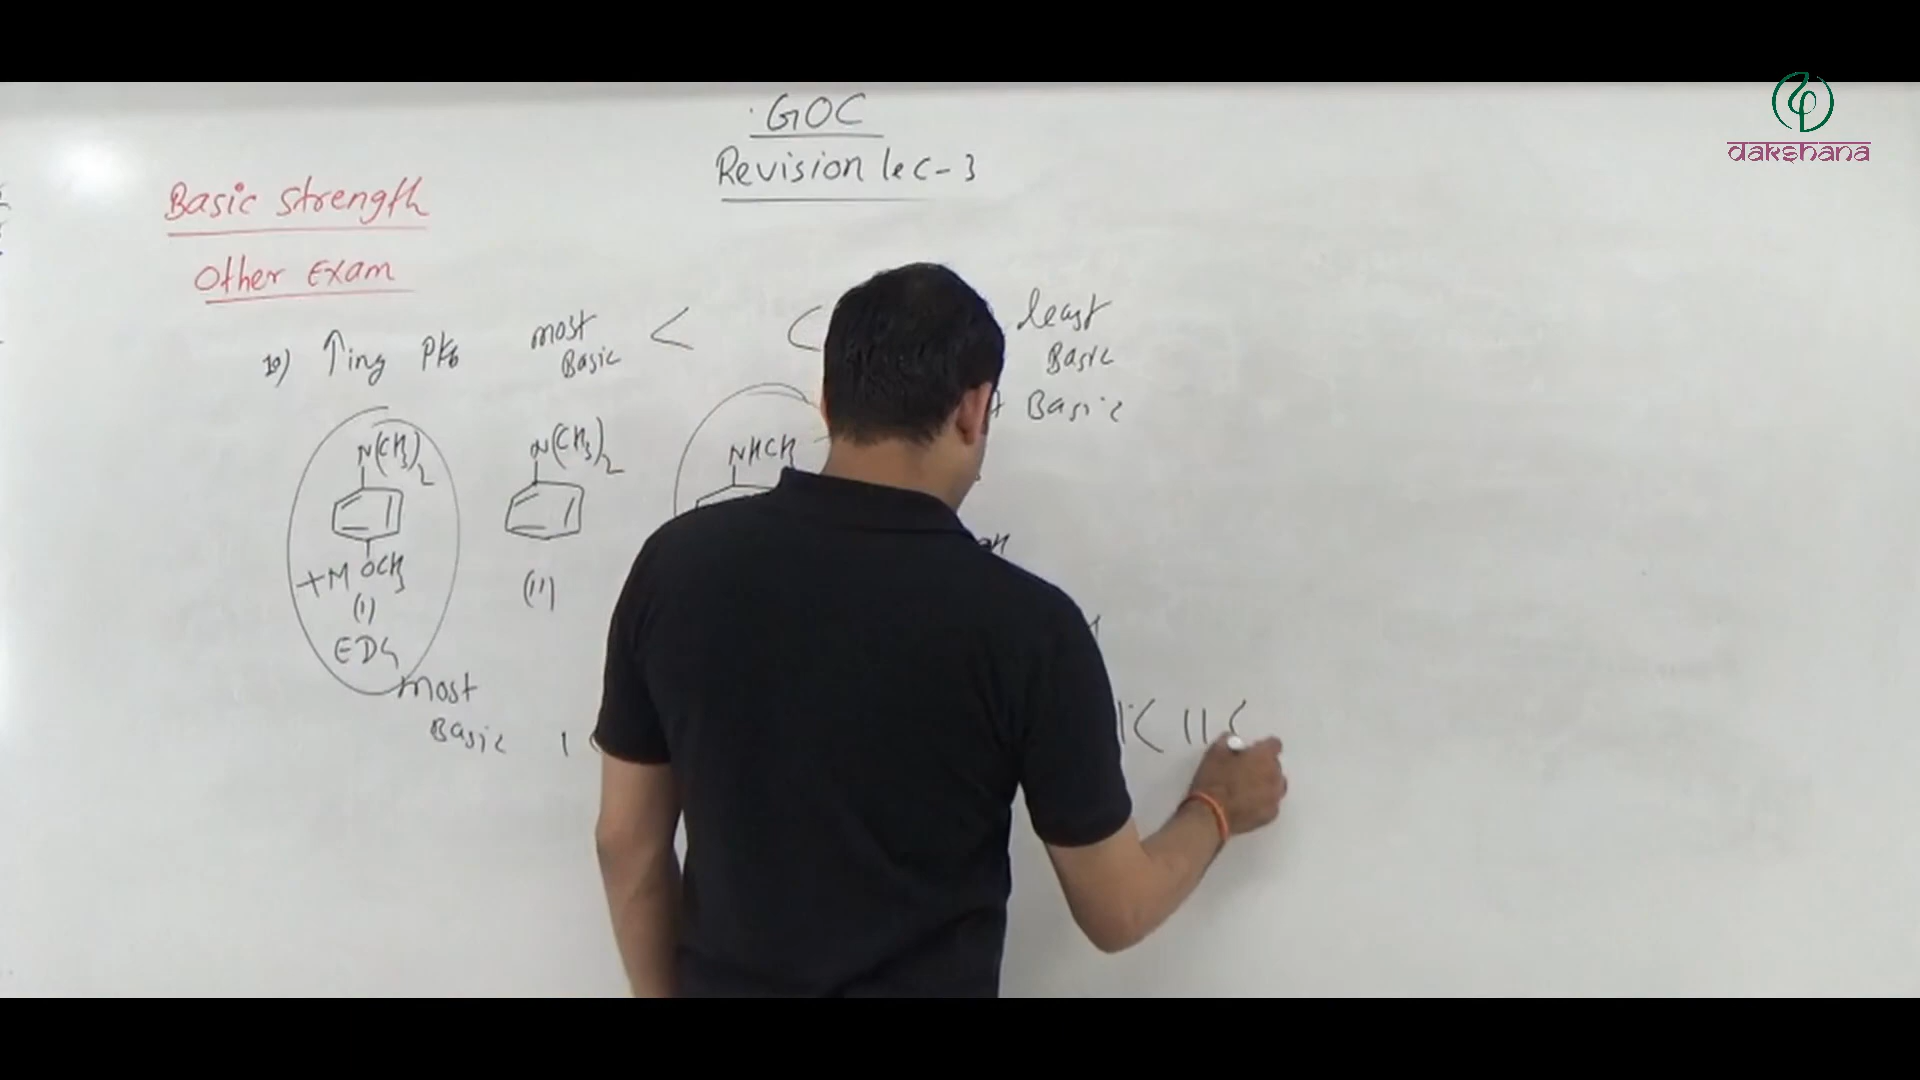 GOC
Revision lec-3
dakshana
Basic strength
Other Exam
10) ↑ing PKb
most Basic < <
least
Basic
Basic
N(CH3)2
N(CH3)2
NHCH3
+M OCH3
(I)
(II)
EDG
most
Basic
I
< II <